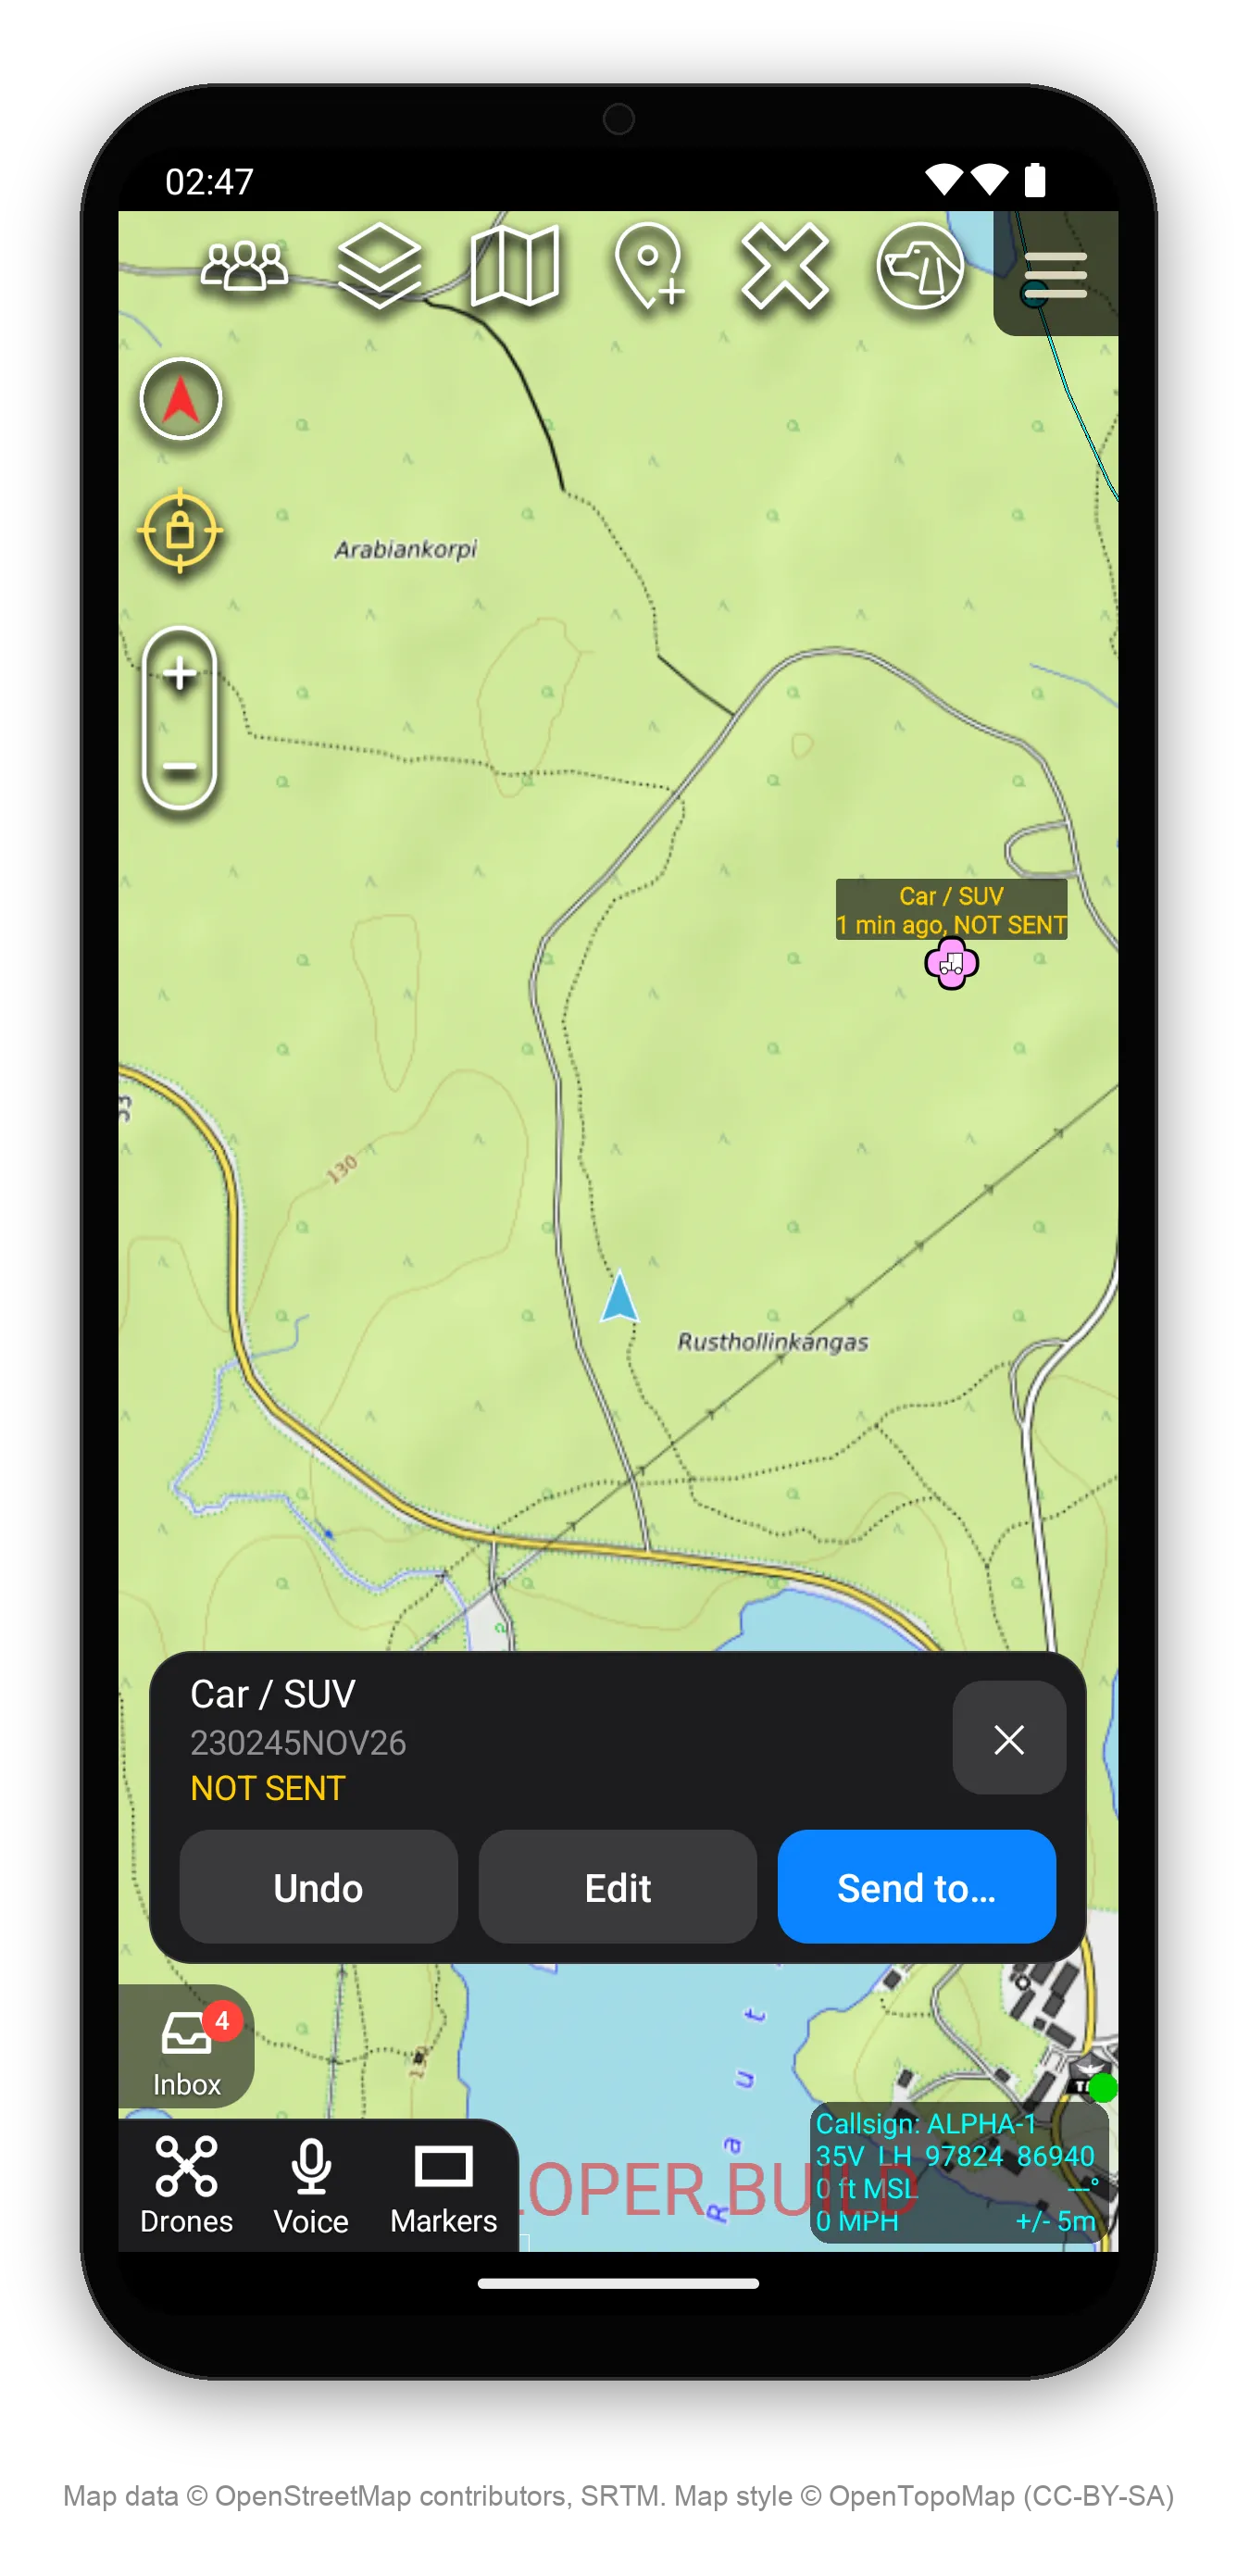 02:47
Arabiankorpi
Car / SUV
1 min ago, NOT SENT
53
130
Rusthollinkangas
Car / SUV
230245NOV26
NOT SENT
Undo
Edit
Send to...
4
Inbox
Drones
Voice
Markers
R a u t
OPER BUILD
Callsign: ALPHA-1
35V LH 97824 86940
0 ft MSL ---°
0 MPH +/- 5m
Map data © OpenStreetMap contributors, SRTM. Map style © OpenTopoMap (CC-BY-SA)